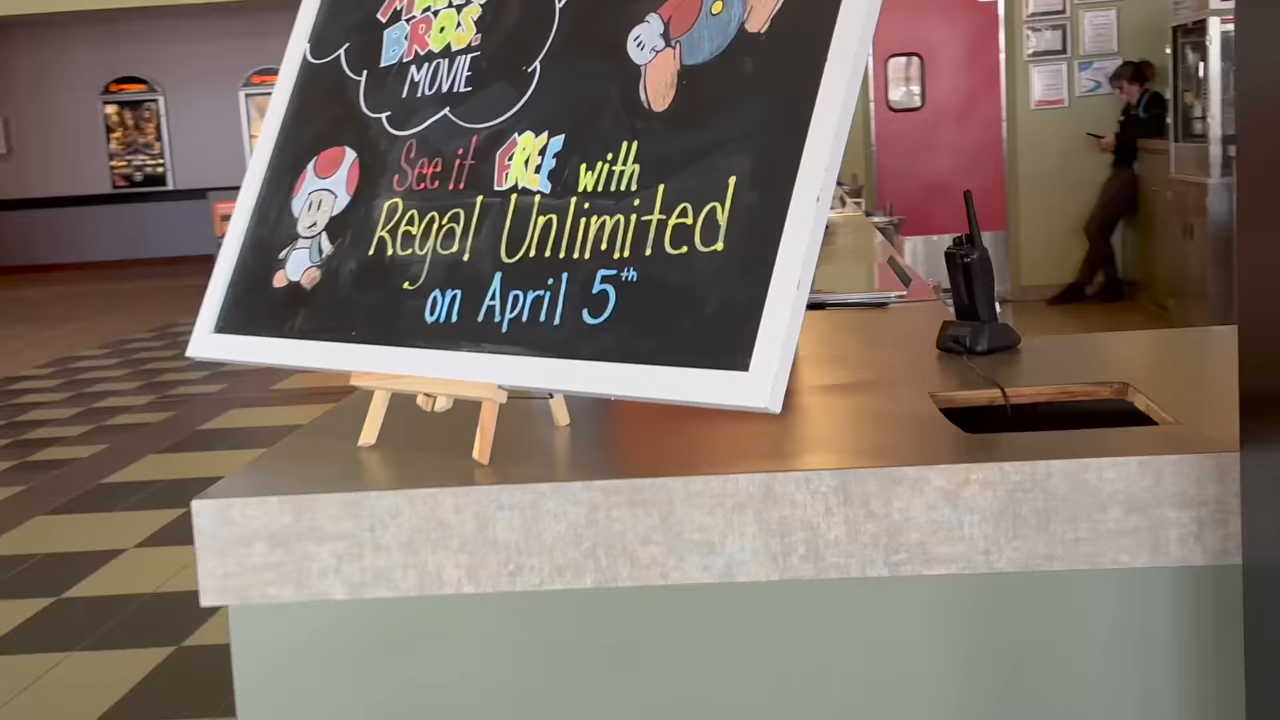 BROS.
MOVIE
See it FREE with
Regal Unlimited
on April 5th